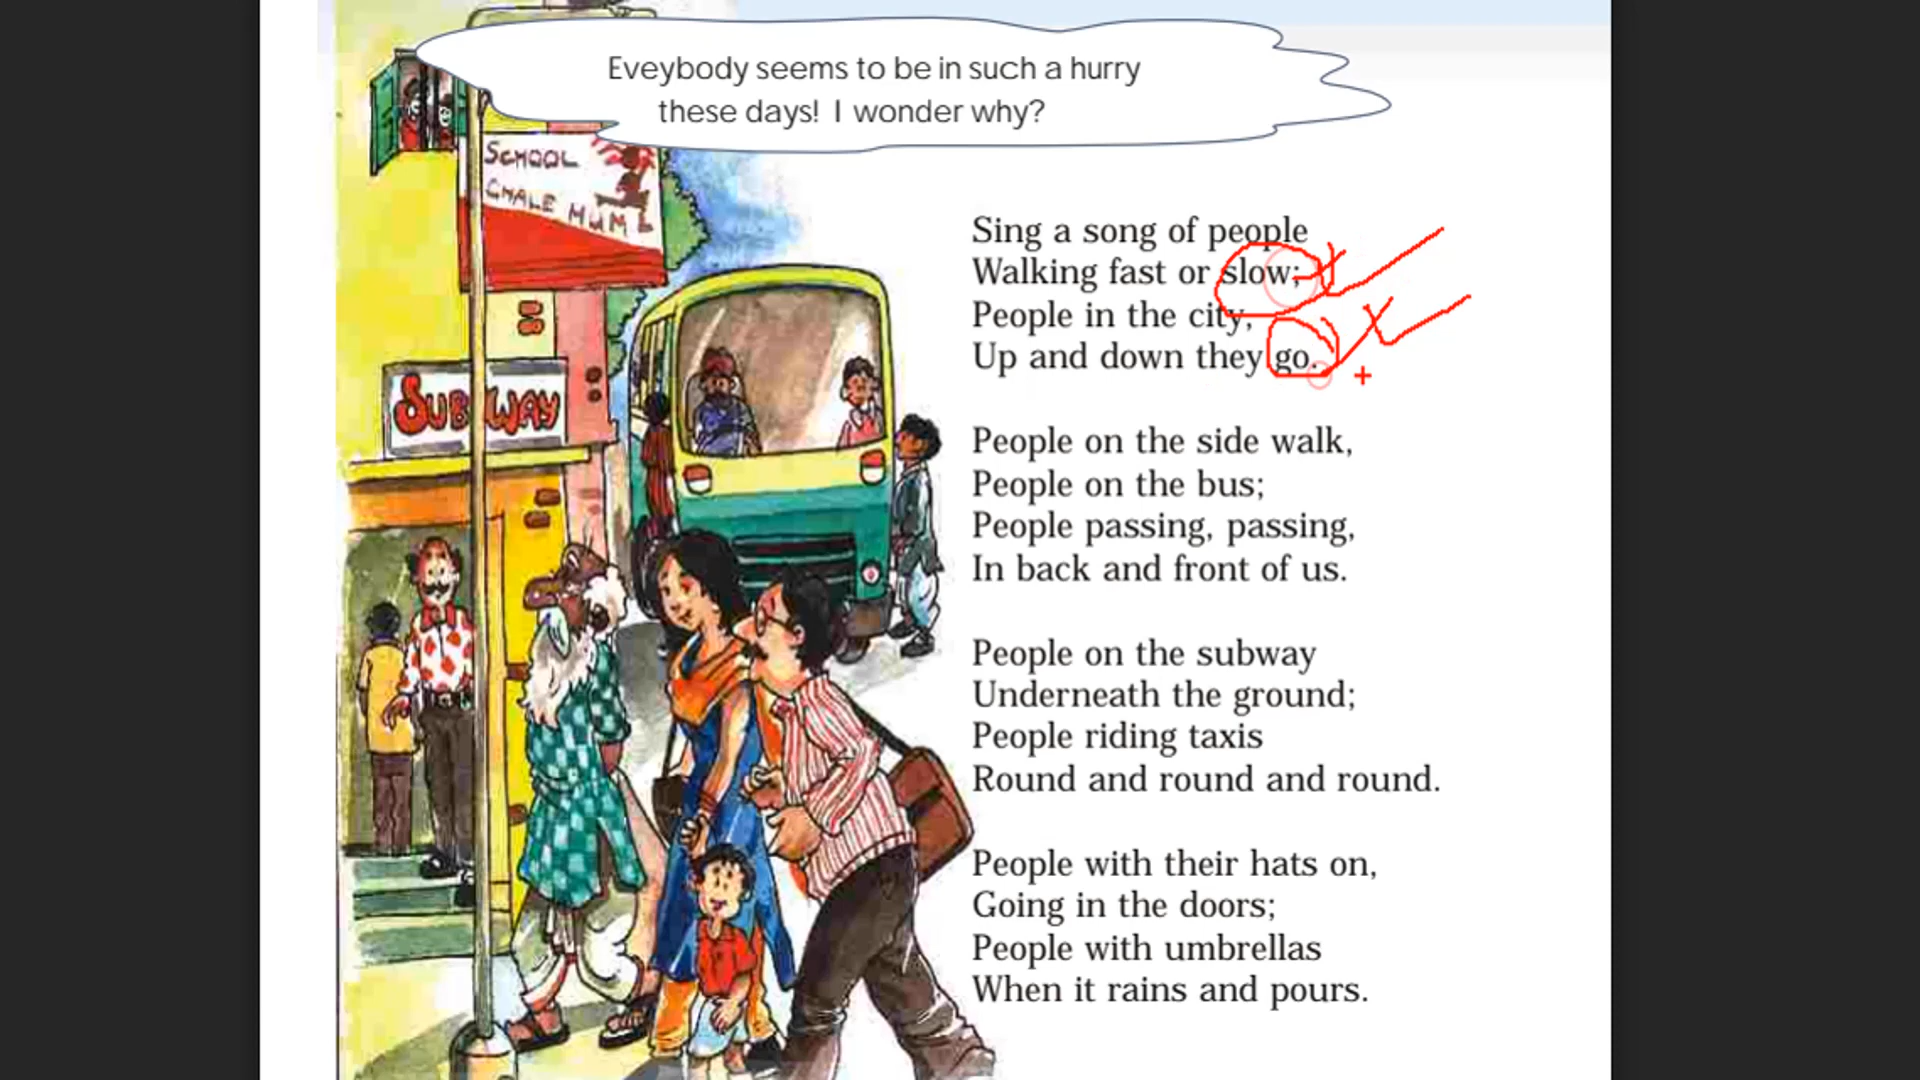 Eveybody seems to be in such a hurry
these days! I wonder why?
SCHOOL
CHALE HUM
SUBWAY
Sing a song of people
Walking fast or slow;
People in the city,
Up and down they go.
People on the side walk,
People on the bus;
People passing, passing,
In back and front of us.
People on the subway
Underneath the ground;
People riding taxis
Round and round and round.
People with their hats on,
Going in the doors;
People with umbrellas
When it rains and pours.